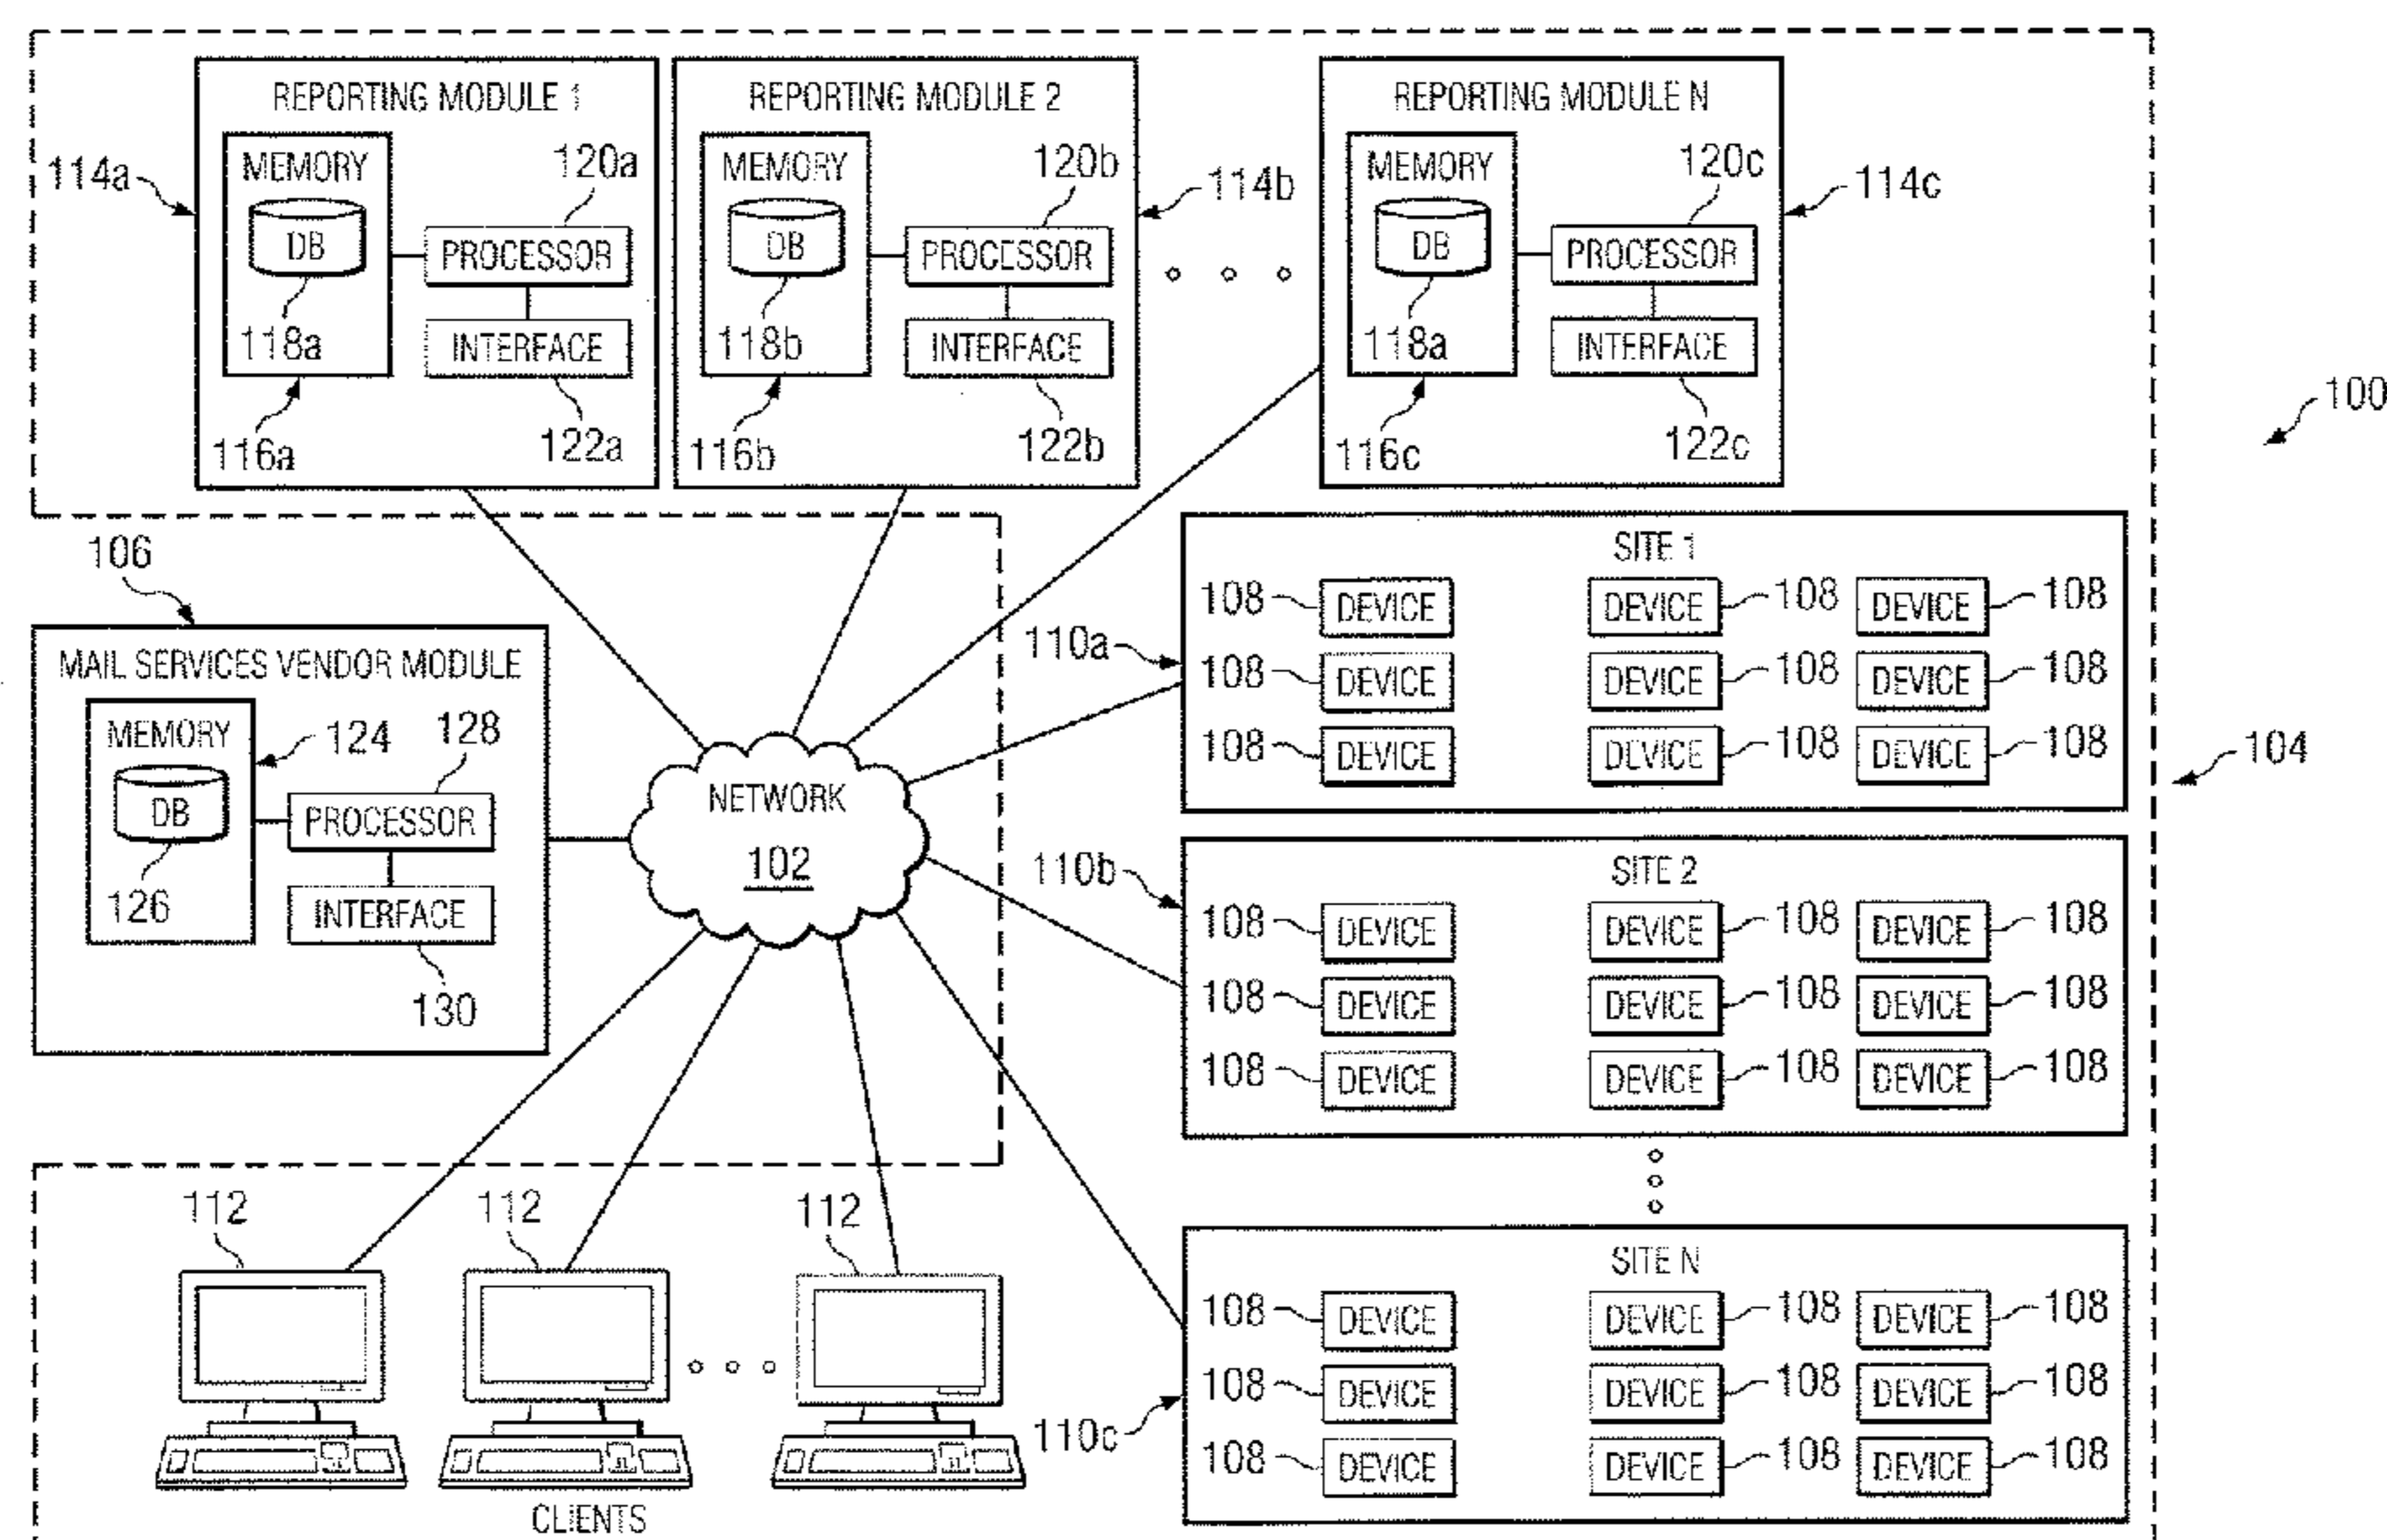 REPORTING MODULE 1
MEMORY
DB
118a
116a
120a
PROCESSOR
INTERFACE
122a
114a
REPORTING MODULE 2
MEMORY
DB
118b
116b
120b
PROCESSOR
INTERFACE
122b
114b
REPORTING MODULE N
MEMORY
DB
118a
116c
120c
PROCESSOR
INTERFACE
122c
114c
100
106
MAIL SERVICES VENDOR MODULE
MEMORY
124
DB
126
128
PROCESSOR
INTERFACE
130
NETWORK
102
110a
SITE 1
108 DEVICE DEVICE 108 DEVICE 108
108 DEVICE DEVICE 108 DEVICE 108
108 DEVICE DEVICE 108 DEVICE 108
104
110b
SITE 2
108 DEVICE DEVICE 108 DEVICE 108
108 DEVICE DEVICE 108 DEVICE 108
108 DEVICE DEVICE 108 DEVICE 108
110c
SITE N
108 DEVICE DEVICE 108 DEVICE 108
108 DEVICE DEVICE 108 DEVICE 108
108 DEVICE DEVICE 108 DEVICE 108
112 112 112
CLIENTS